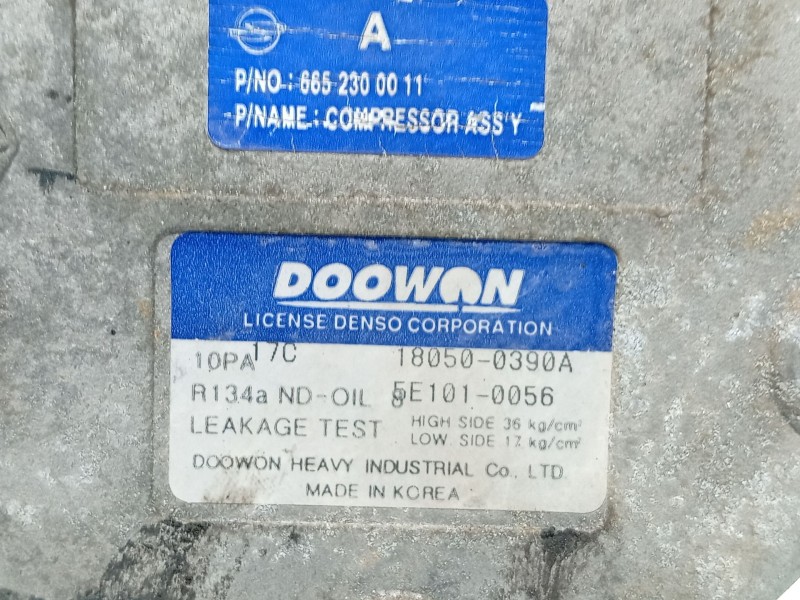 A
P/NO : 665 230 00 11
P/NAME : COMPRESSOR ASS'Y
DOOWON
LICENSE DENSO CORPORATION
10PA17C 18050-0390A
R134a ND-OIL 8 5E101-0056
LEAKAGE TEST HIGH SIDE 36 kg/cm²
LOW. SIDE 17 kg/cm²
DOOWON HEAVY INDUSTRIAL Co., LTD.
MADE IN KOREA